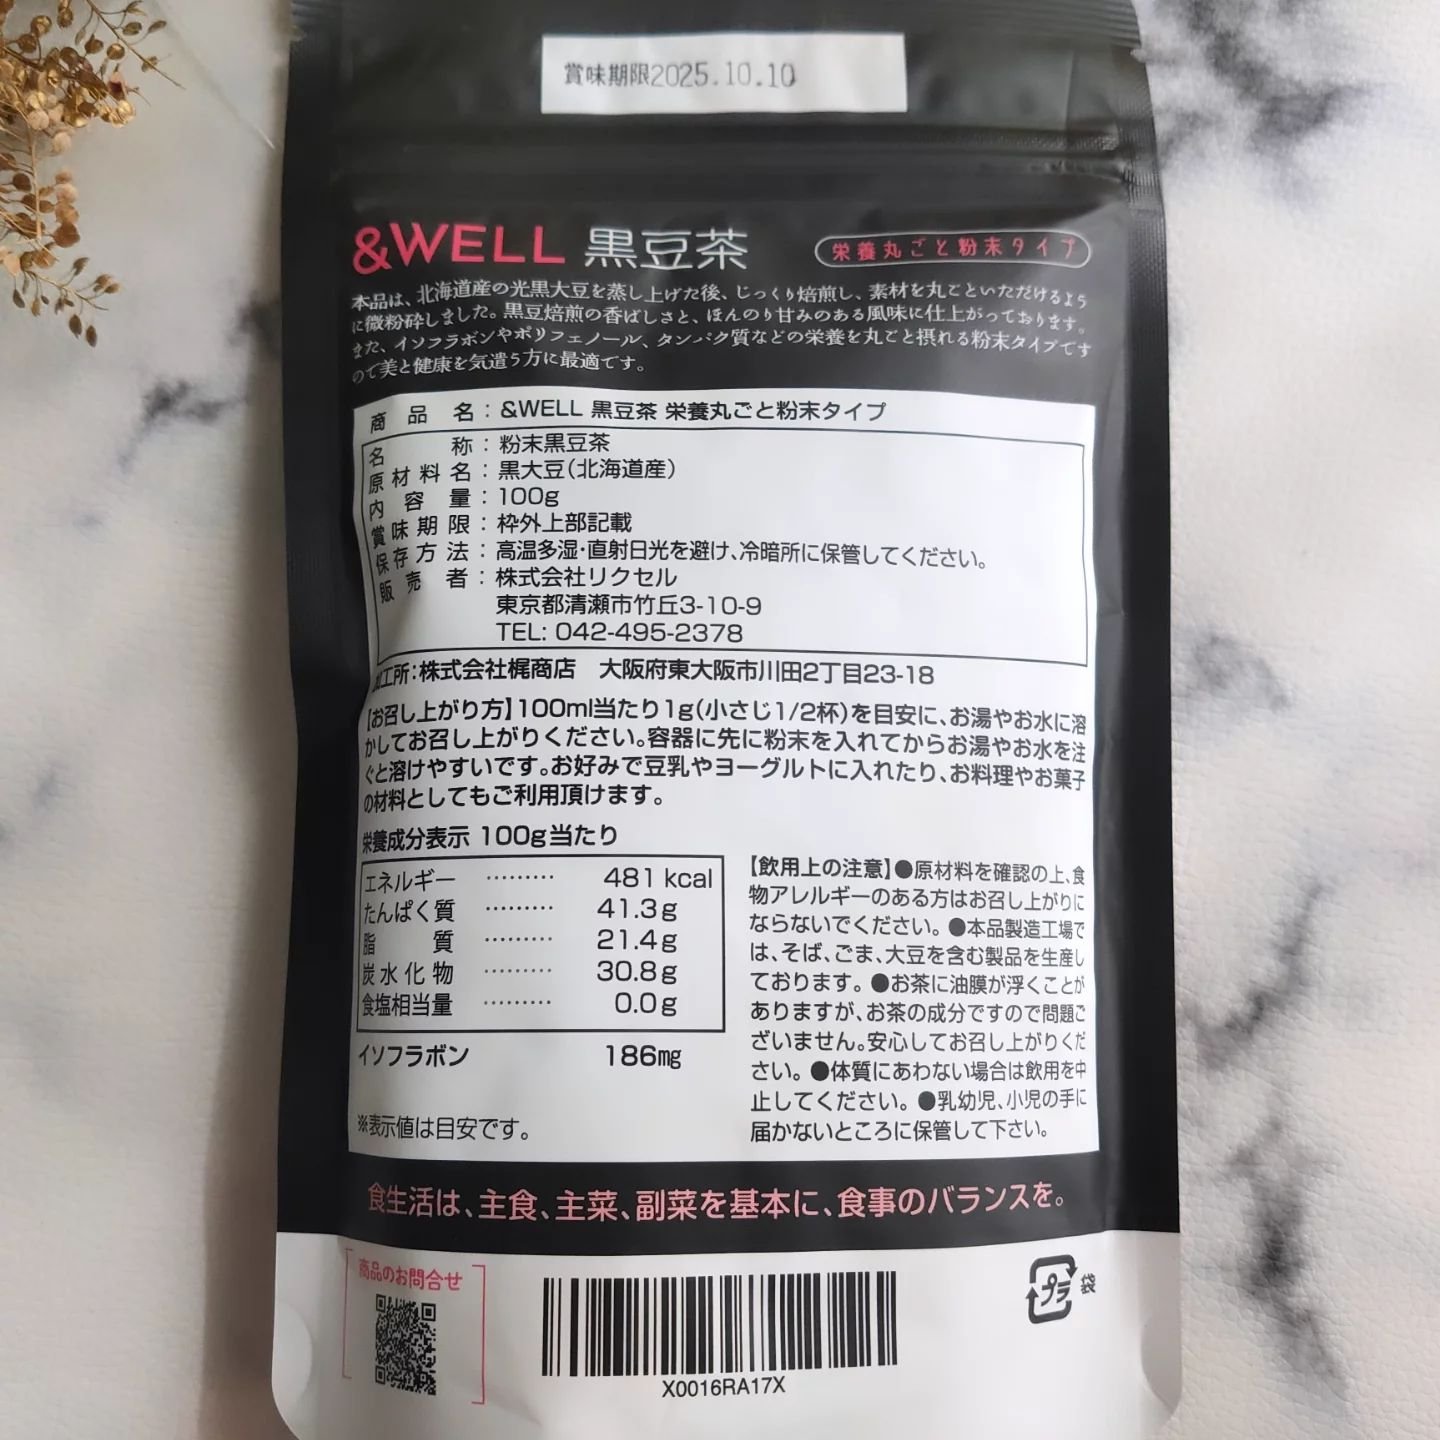 賞味期限2025.10.10
&WELL 黒豆茶 栄養丸ごと粉末タイプ
本品は、北海道産の光黒大豆を蒸し上げた後、じっくり焙煎し、素材を丸ごといただけるよう
に微粉砕しました。黒豆焙煎の香ばしさと、ほんのり甘みのある風味に仕上がっております。
また、イソフラボンやポリフェノール、タンパク質などの栄養を丸ごと摂れる粉末タイプです
ので美と健康を気遣う方に最適です。
商品名：&WELL 黒豆茶 栄養丸ごと粉末タイプ
名称：粉末黒豆茶
原材料名：黒大豆（北海道産）
内容量：100g
賞味期限：枠外上部記載
保存方法：高温多湿・直射日光を避け、冷暗所に保管してください。
販売者：株式会社リクセル
東京都清瀬市竹丘3-10-9
TEL: 042-495-2378
加工所：株式会社梶商店　大阪府東大阪市川田2丁目23-18
【お召し上がり方】100ml当たり1g（小さじ1/2杯）を目安に、お湯やお水に溶
かしてお召し上がりください。容器に先に粉末を入れてからお湯やお水を注
ぐと溶けやすいです。お好みで豆乳やヨーグルトに入れたり、お料理やお菓子
の材料としてもご利用頂けます。
栄養成分表示 100g当たり
エネルギー ‥‥‥‥‥ 481 kcal
たんぱく質 ‥‥‥‥‥ 41.3g
脂質 ‥‥‥‥‥ 21.4g
炭水化物 ‥‥‥‥‥ 30.8g
食塩相当量 ‥‥‥‥‥ 0.0g
イソフラボン 186mg
※表示値は目安です。
【飲用上の注意】●原材料を確認の上、食
物アレルギーのある方はお召し上がりに
ならないでください。●本品製造工場で
は、そば、ごま、大豆を含む製品を生産し
ております。●お茶に油膜が浮くことが
ありますが、お茶の成分ですので問題ご
ざいません。安心してお召し上がりくだ
さい。●体質にあわない場合は飲用を中
止してください。●乳幼児、小児の手に
届かないところに保管して下さい。
食生活は、主食、主菜、副菜を基本に、食事のバランスを。
商品のお問合せ
X0016RA17X
プラ 袋